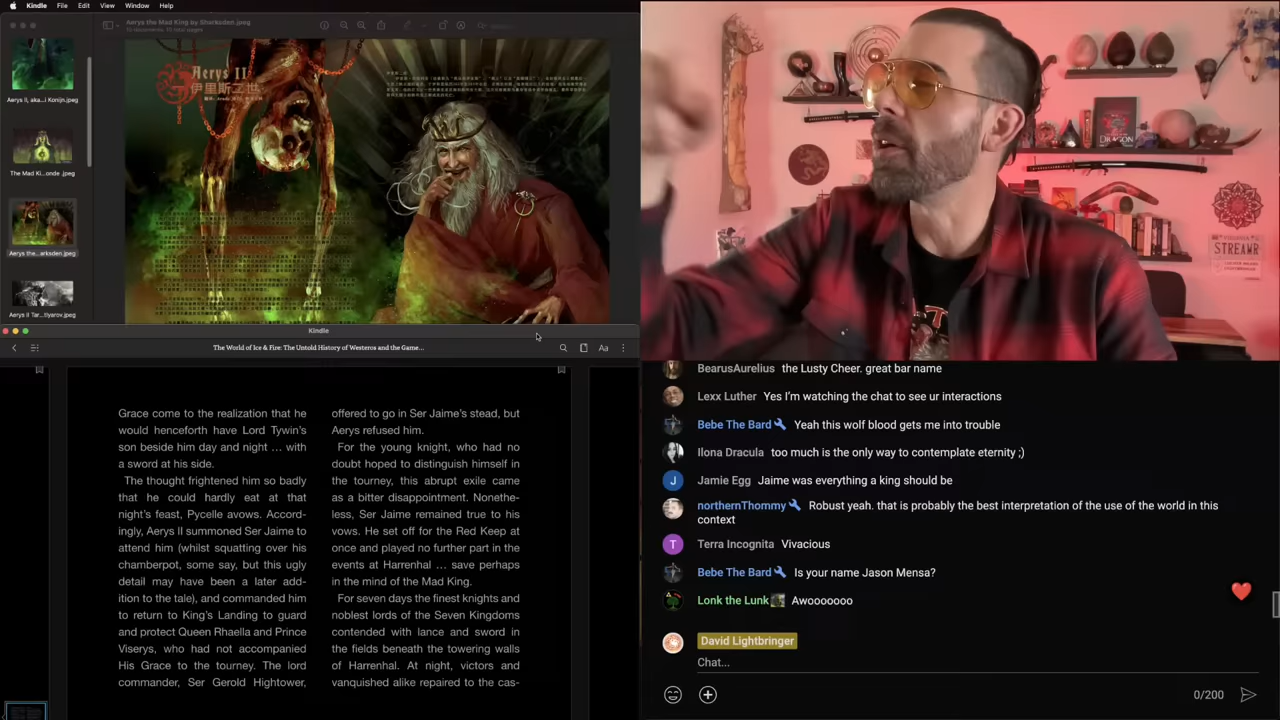 Kindle File Edit View Window Help
Aerys the Mad King by Sharksden.jpeg
Aerys II, aka...i Konijn.jpeg
The Mad Ki...onde .jpeg
Aerys the...arksden.jpeg
Aerys II Tar...tlyarov.jpeg
Aerys II
伊里斯二世
DRAGON
STREAMR
Kindle
The World of Ice & Fire: The Untold History of Westeros and the Game...
Aa
Grace come to the realization that he
would henceforth have Lord Tywin's
son beside him day and night ... with
a sword at his side.
The thought frightened him so badly
that he could hardly eat at that
night's feast, Pycelle avows. Accord-
ingly, Aerys II summoned Ser Jaime to
attend him (whilst squatting over his
chamberpot, some say, but this ugly
detail may have been a later add-
ition to the tale), and commanded him
to return to King's Landing to guard
and protect Queen Rhaella and Prince
Viserys, who had not accompanied
His Grace to the tourney. The lord
commander, Ser Gerold Hightower,
offered to go in Ser Jaime's stead, but
Aerys refused him.
For the young knight, who had no
doubt hoped to distinguish himself in
the tourney, this abrupt exile came
as a bitter disappointment. Nonethe-
less, Ser Jaime remained true to his
vows. He set off for the Red Keep at
once and played no further part in the
events at Harrenhal ... save perhaps
in the mind of the Mad King.
For seven days the finest knights and
noblest lords of the Seven Kingdoms
contended with lance and sword in
the fields beneath the towering walls
of Harrenhal. At night, victors and
vanquished alike repaired to the cas-
BearusAurelius the Lusty Cheer. great bar name
Lexx Luther Yes I'm watching the chat to see ur interactions
Bebe The Bard Yeah this wolf blood gets me into trouble
Ilona Dracula too much is the only way to contemplate eternity ;)
J Jamie Egg Jaime was everything a king should be
northernThommy Robust yeah. that is probably the best interpretation of the use of the world in this
context
T Terra Incognita Vivacious
Bebe The Bard Is your name Jason Mensa?
Lonk the Lunk Awooooooo
David Lightbringer
Chat...
0/200